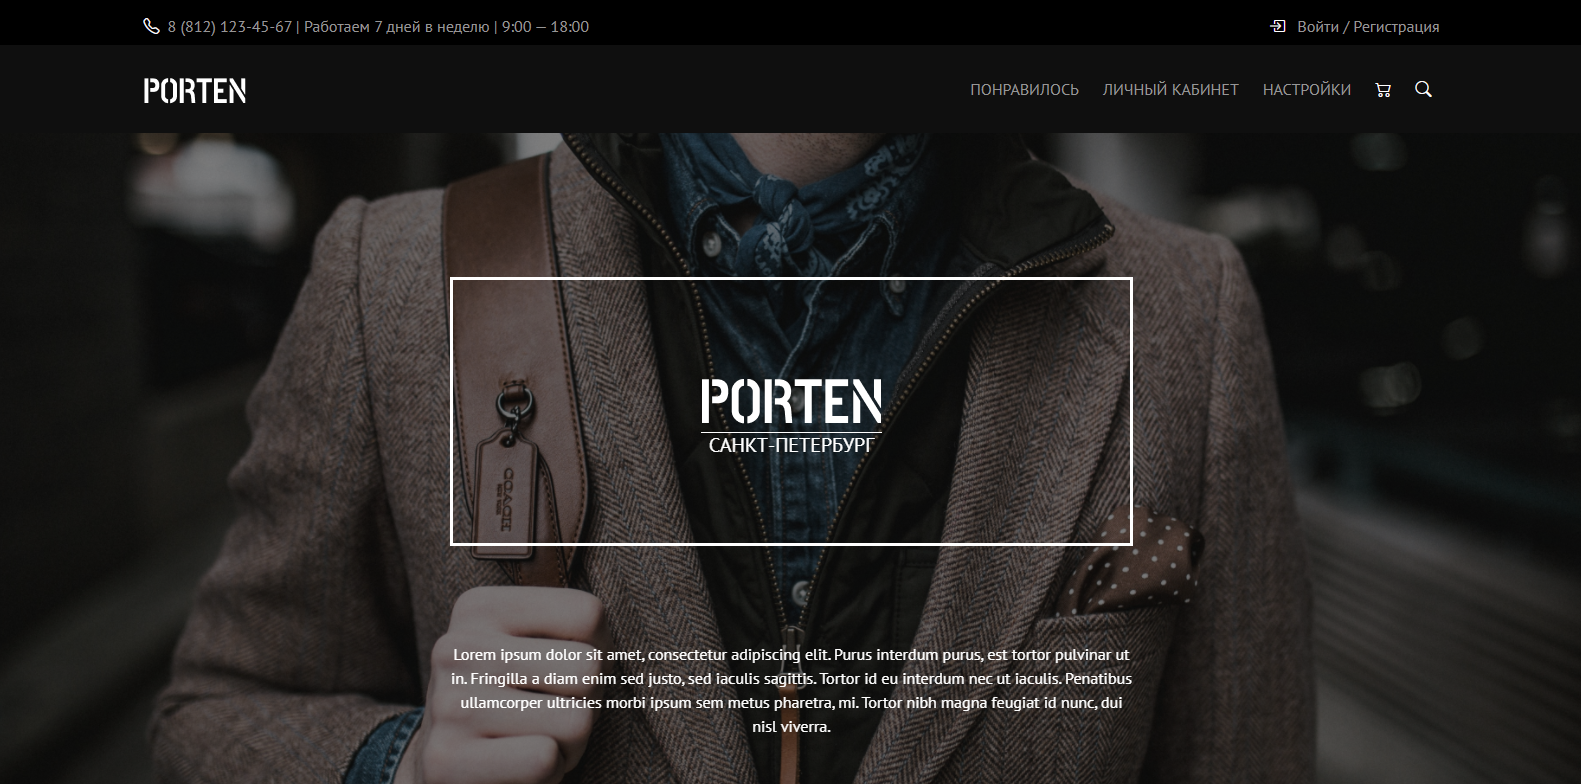 8 (812) 123-45-67 | Работаем 7 дней в неделю | 9:00 — 18:00
Войти / Регистрация
PORTEN
ПОНРАВИЛОСЬ
ЛИЧНЫЙ КАБИНЕТ
НАСТРОЙКИ
PORTEN
САНКТ-ПЕТЕРБУРГ
COACH
Lorem ipsum dolor sit amet, consectetur adipiscing elit. Purus interdum purus, est tortor pulvinar ut
in. Fringilla a diam enim sed justo, sed iaculis sagittis. Tortor id eu interdum nec ut iaculis. Penatibus
ullamcorper ultricies morbi ipsum sem metus pharetra, mi. Tortor nibh magna feugiat id nunc, dui
nisl viverra.